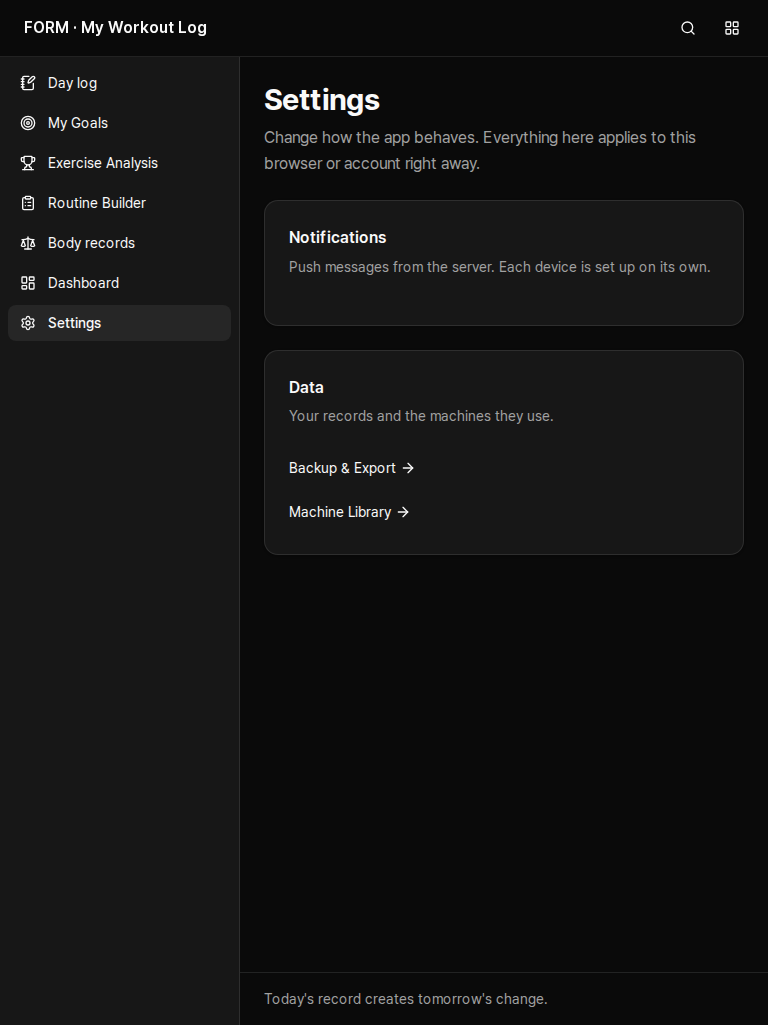 FORM · My Workout Log
Day log
My Goals
Exercise Analysis
Routine Builder
Body records
Dashboard
Settings
Settings
Change how the app behaves. Everything here applies to this
browser or account right away.
Notifications
Push messages from the server. Each device is set up on its own.
Data
Your records and the machines they use.
Backup & Export →
Machine Library →
Today's record creates tomorrow's change.